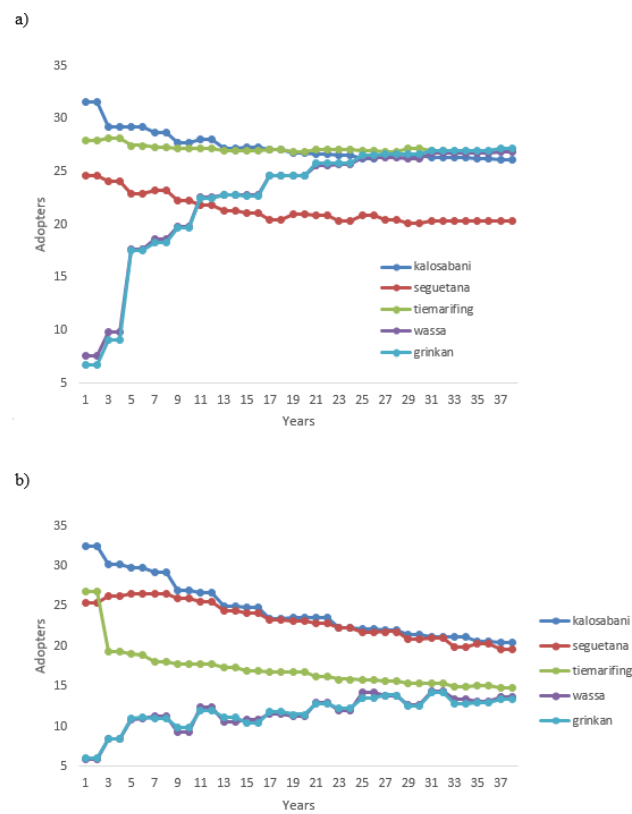 a)
35
30
25
20
15
10
5
Adopters
kalosabani
seguetana
tiemarifing
wassa
grinkan
1 3 5 7 9 11 13 15 17 19 21 23 25 27 29 31 33 35 37
Years
b)
35
30
25
20
15
10
5
Adopters
kalosabani
seguetana
tiemarifing
wassa
grinkan
1 3 5 7 9 11 13 15 17 19 21 23 25 27 29 31 33 35 37
Years